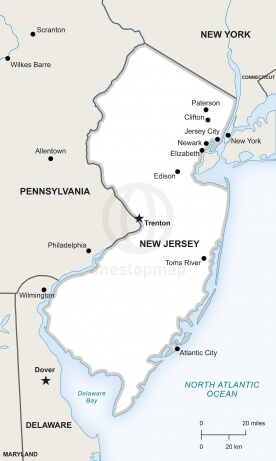 Scranton
NEW YORK
Wilkes Barre
CONNECTICUT
Paterson
Clifton
Jersey City
Newark
New York
Elizabeth
Allentown
Edison
PENNSYLVANIA
Trenton
NEW JERSEY
Philadelphia
Toms River
onestopmap
Wilmington
Atlantic City
Dover
Delaware
Bay
NORTH ATLANTIC
OCEAN
DELAWARE
0 20 miles
0 20 km
MARYLAND